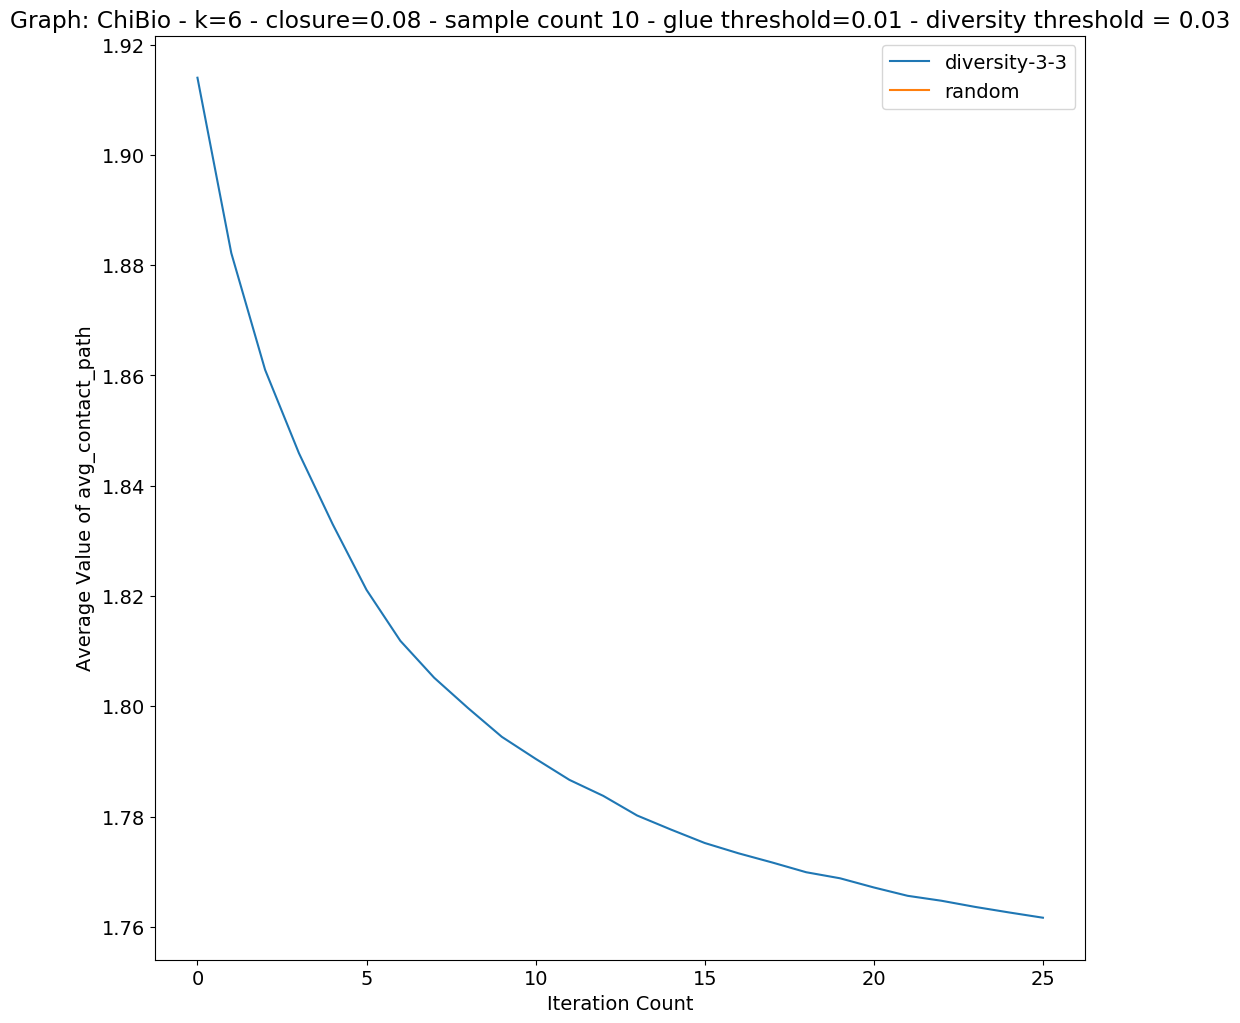 Graph: ChiBio - k=6 - closure=0.08 - sample count 10 - glue threshold=0.01 - diversity threshold = 0.03
diversity-3-3
random
Average Value of avg_contact_path
1.92
1.90
1.88
1.86
1.84
1.82
1.80
1.78
1.76
0 5 10 15 20 25
Iteration Count